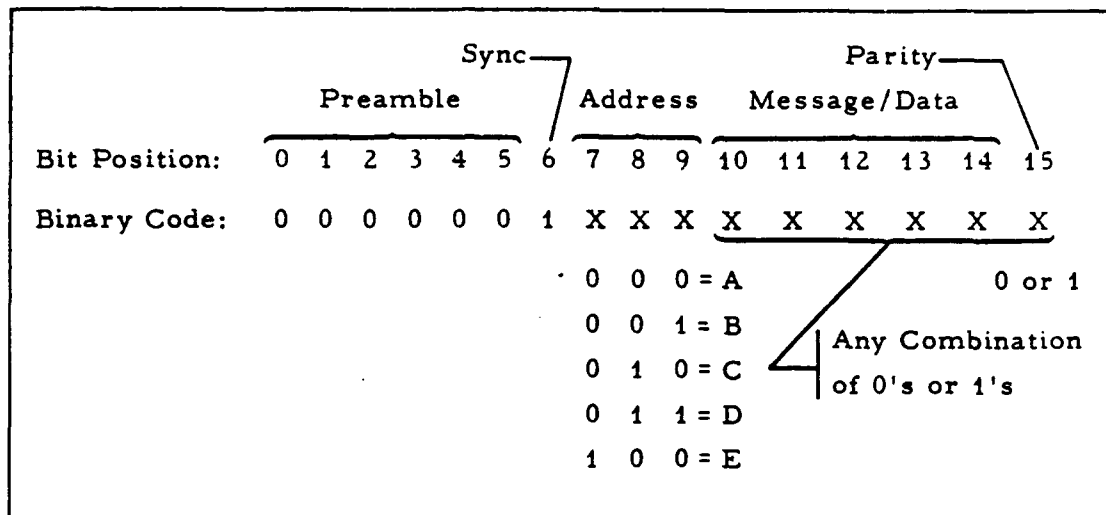 Sync Parity
Preamble Address Message/Data
Bit Position: 0 1 2 3 4 5 6 7 8 9 10 11 12 13 14 15
Binary Code: 0 0 0 0 0 0 1 X X X X X X X X X
0 0 0 = A 0 or 1
0 0 1 = B
Any Combination
0 1 0 = C
of 0's or 1's
0 1 1 = D
1 0 0 = E